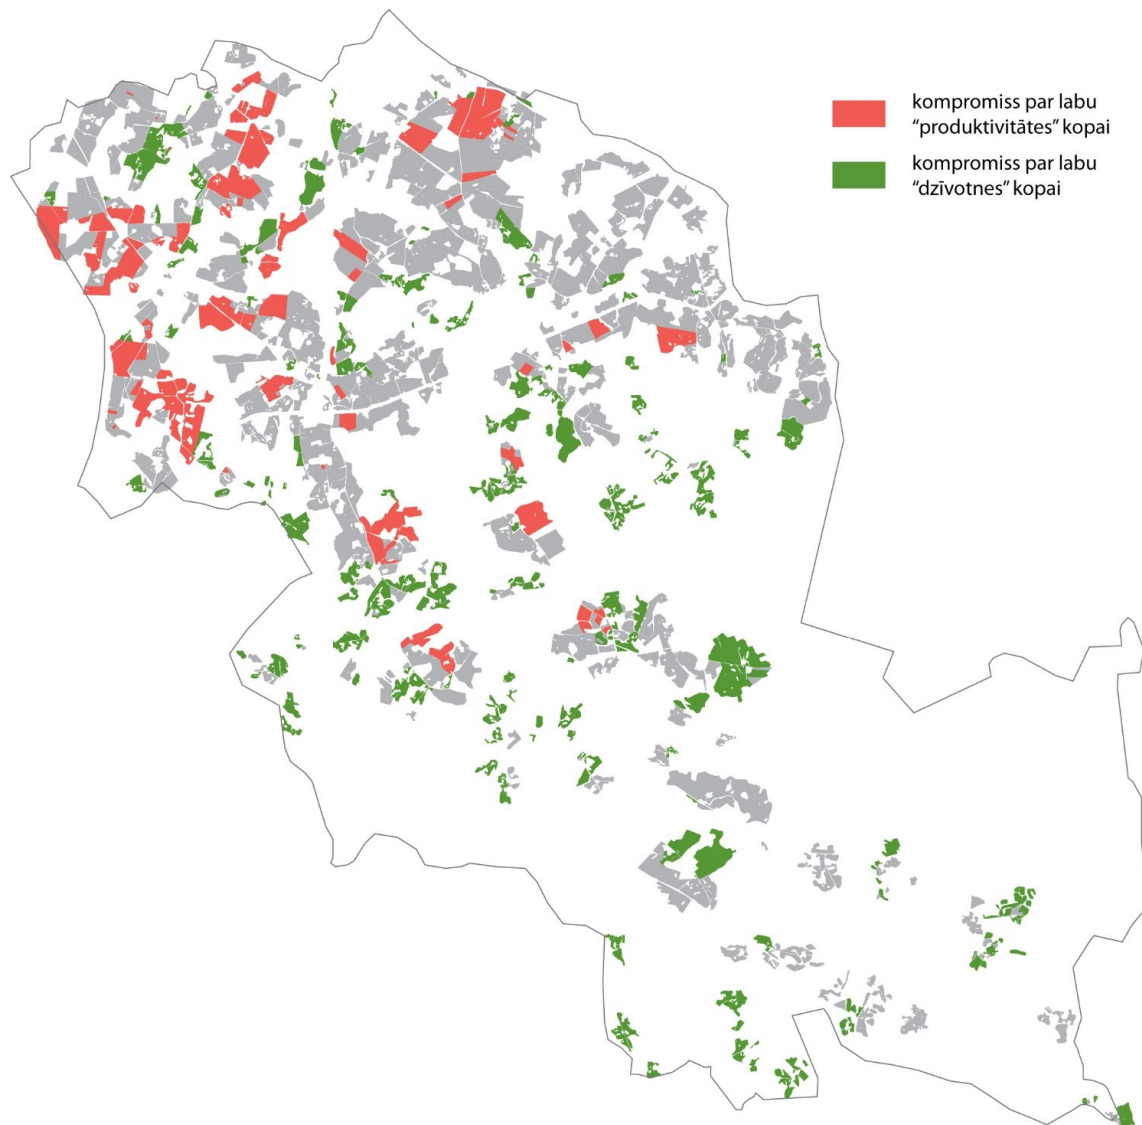 kompromiss par labu
“produktivitātes” kopai
kompromiss par labu
“dzīvotnes” kopai